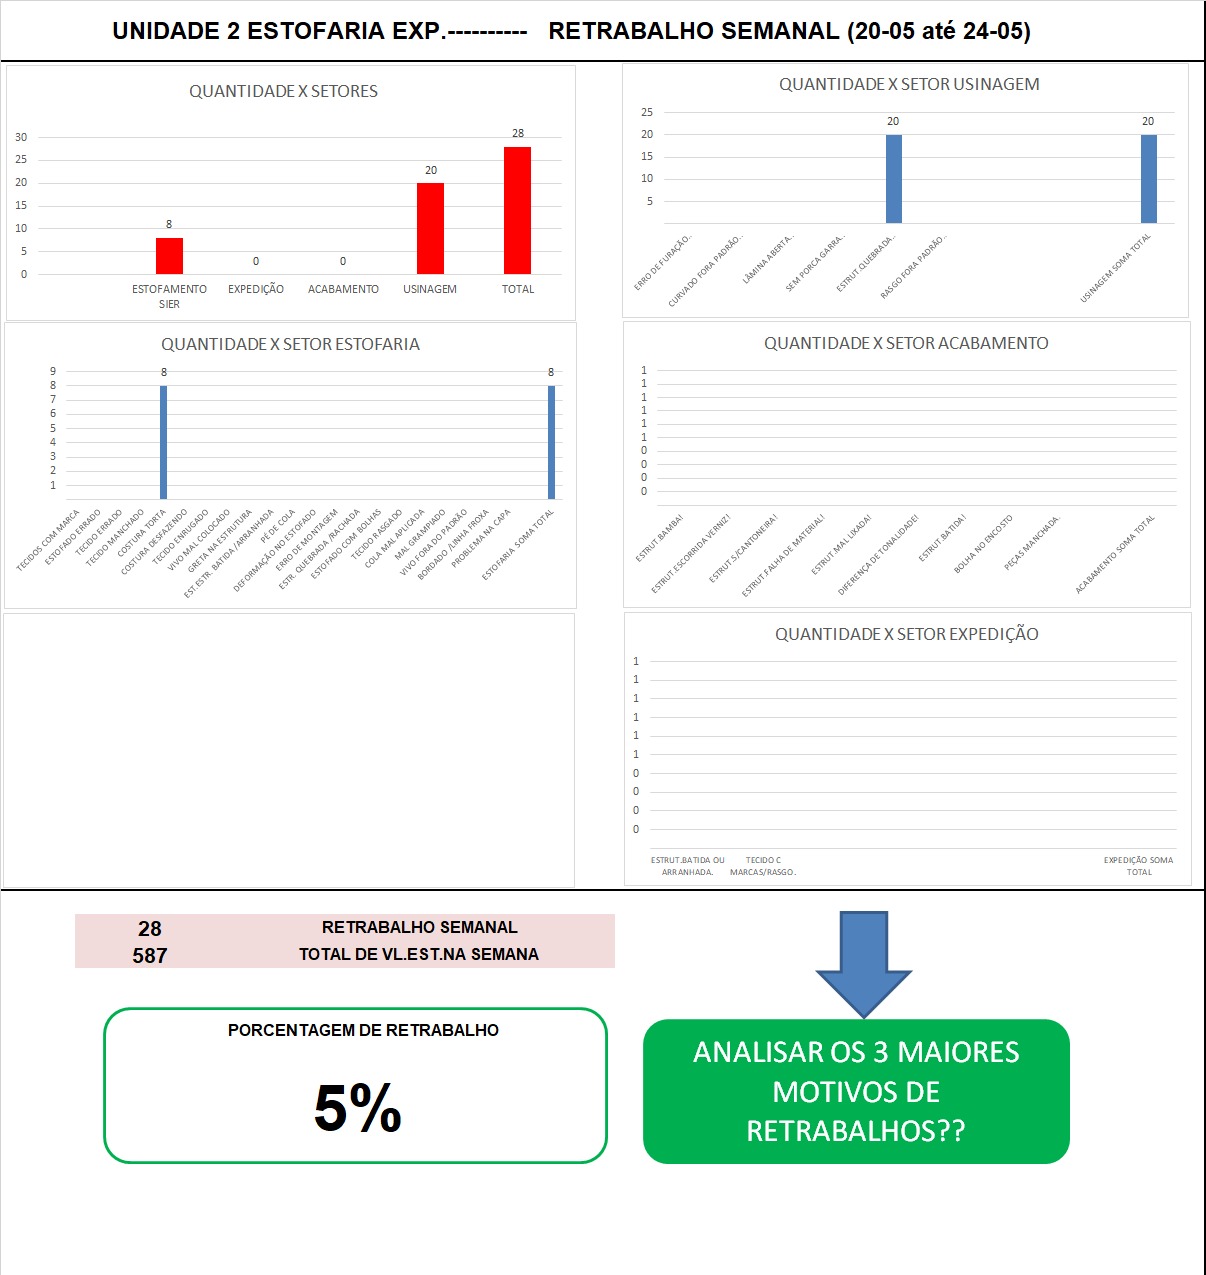 UNIDADE 2 ESTOFARIA EXP.---------- RETRABALHO SEMANAL (20-05 até 24-05)
QUANTIDADE X SETORES
30
25
20
15
10
5
0
8
0
0
20
28
ESTOFAMENTO SIER
EXPEDIÇÃO
ACABAMENTO
USINAGEM
TOTAL
QUANTIDADE X SETOR USINAGEM
25
20
15
10
5
20
20
ERRO DE FURAÇÃO..
CURVADO FORA PADRÃO..
LÂMINA ABERTA..
SEM PORCA GARRA..
ESTRUT.QUEBRADA..
RASGO FORA PADRÃO..
USINAGEM SOMA TOTAL
QUANTIDADE X SETOR ESTOFARIA
9
8
7
6
5
4
3
2
1
8
8
TECIDOS COM MARCA
ESTOFADO ERRADO
TECIDO ERRADO
TECIDO MANCHADO
COSTURA TORTA
COSTURA DESFAZENDO
TECIDO ENRUGADO
VIVO MAL COLOCADO
GRETA NA ESTRUTURA
EST.ESTR. BATIDA /ARRANHADA
PÉ DE COLA
DEFORMAÇÃO NO ESTOFADO
ERRO DE MONTAGEM
ESTR. QUEBRADA /RACHADA
ESTOFADO COM BOLHAS
TECIDO RASGADO
COLA MAL APLICADA
MAL GRAMPIADO
VIVO FORA DO PADRÃO
BORDADO /LINHA FROXA
PROBLEMA NA CAPA
ESTOFARIA SOMA TOTAL
QUANTIDADE X SETOR ACABAMENTO
1
1
1
1
1
1
0
0
0
0
ESTRUT.BAMBA!
ESTRUT.ESCORRIDA VERNIZ!
ESTRUT.S/CANTONEIRA!
ESTRUT.FALHA DE MATERIAL!
ESTRUT.MAL LIXADA!
DIFERENÇA DE TONALIDADE!
ESTRUT.BATIDA!
BOLHA NO ENCOSTO
PEÇAS MANCHADA.
ACABAMENTO SOMA TOTAL
QUANTIDADE X SETOR EXPEDIÇÃO
1
1
1
1
1
1
0
0
0
0
ESTRUT.BATIDA OU
ARRANHADA.
TECIDO C
MARCAS/RASGO.
EXPEDIÇÃO SOMA
TOTAL
28 RETRABALHO SEMANAL
587 TOTAL DE VL.EST.NA SEMANA
PORCENTAGEM DE RETRABALHO
5%
ANALISAR OS 3 MAIORES
MOTIVOS DE
RETRABALHOS??